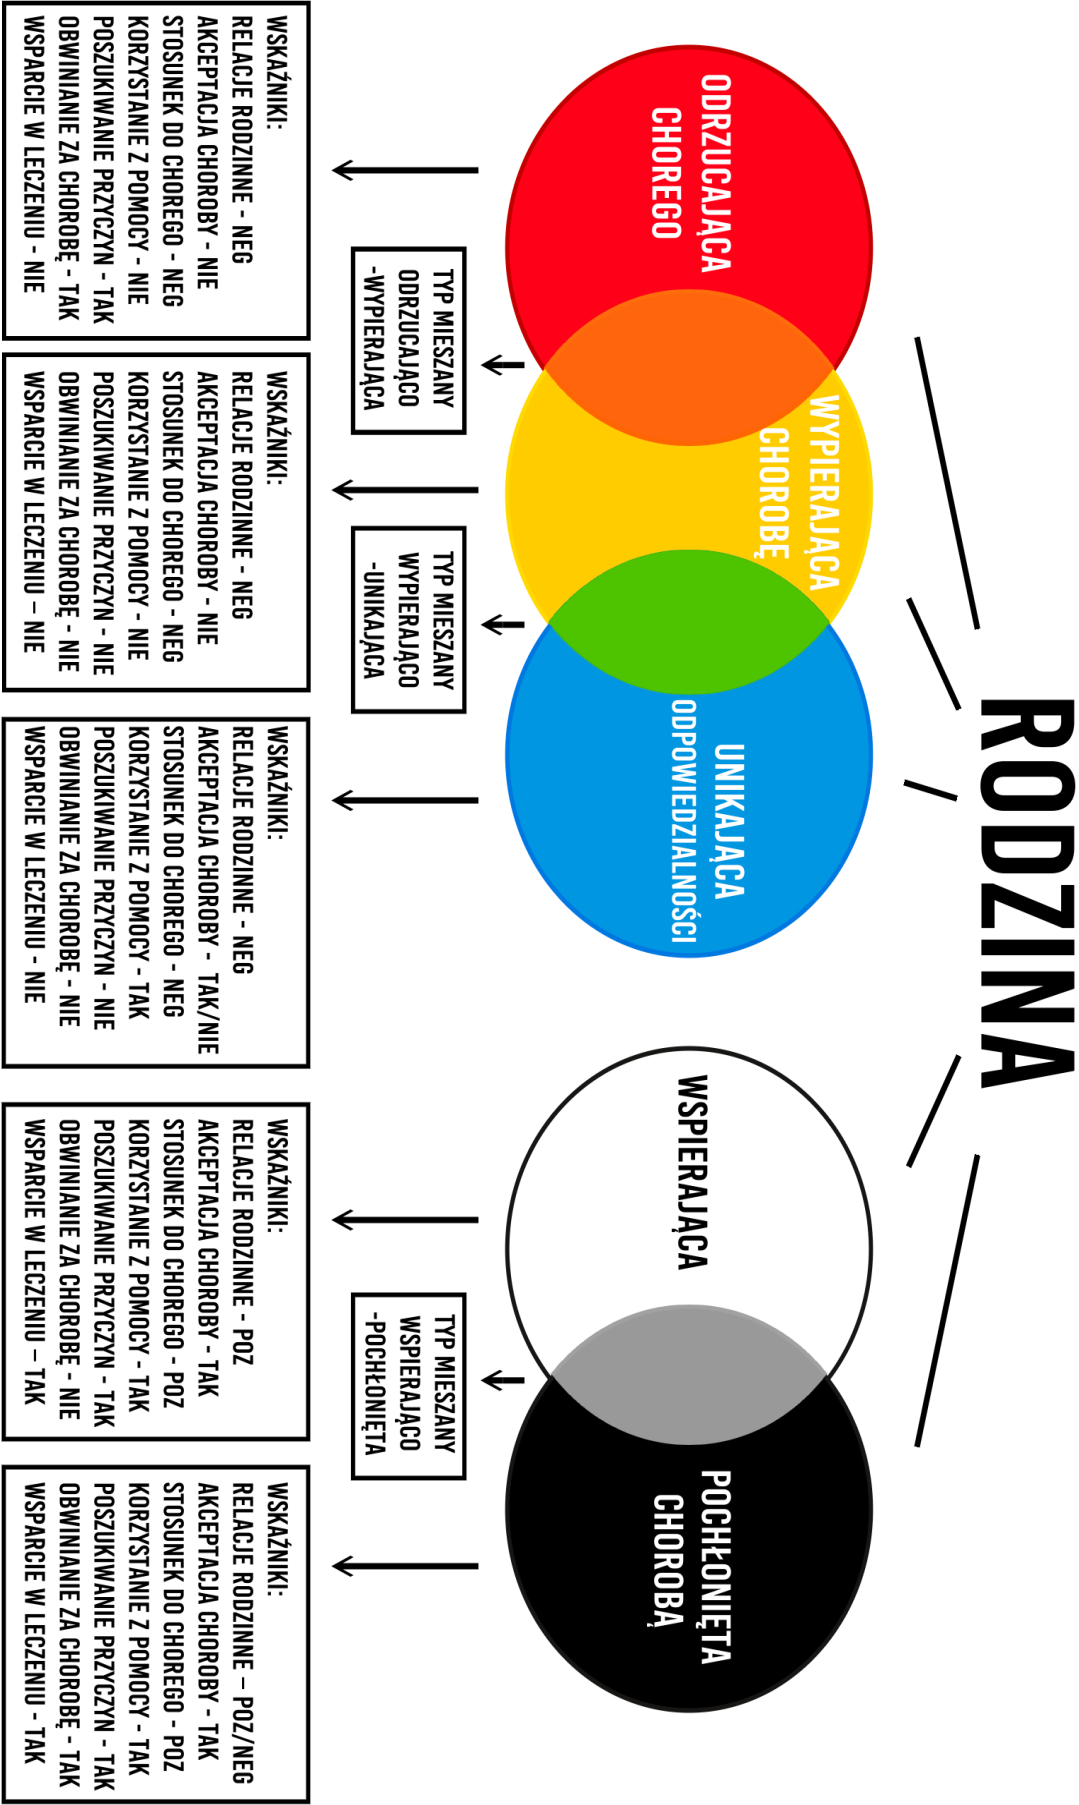 RODZINA
ODRZUCAJĄCA
CHOREGO
WYPIERAJĄCA
CHOROBĘ
UNIKAJĄCA
ODPOWIEDZIALNOŚCI
WSPIERAJĄCA
POCHŁONIĘTA
CHOROBĄ
TYP MIESZANY
ODRZUCAJĄCO
-WYPIERAJĄCA
TYP MIESZANY
WYPIERAJĄCO
-UNIKAJĄCA
TYP MIESZANY
WSPIERAJĄCO
-POCHŁONIĘTA
WSKAŹNIKI:
RELACJE RODZINNE - NEG
AKCEPTACJA CHOROBY - NIE
STOSUNEK DO CHOREGO - NEG
KORZYSTANIE Z POMOCY - NIE
POSZUKIWANIE PRZYCZYN - TAK
OBWINIANIE ZA CHOROBĘ - TAK
WSPARCIE W LECZENIU - NIE
WSKAŹNIKI:
RELACJE RODZINNE - NEG
AKCEPTACJA CHOROBY - NIE
STOSUNEK DO CHOREGO - NEG
KORZYSTANIE Z POMOCY - NIE
POSZUKIWANIE PRZYCZYN - NIE
OBWINIANIE ZA CHOROBĘ - NIE
WSPARCIE W LECZENIU – NIE
WSKAŹNIKI:
RELACJE RODZINNE - NEG
AKCEPTACJA CHOROBY - TAK/NIE
STOSUNEK DO CHOREGO - NEG
KORZYSTANIE Z POMOCY - TAK
POSZUKIWANIE PRZYCZYN - NIE
OBWINIANIE ZA CHOROBĘ - NIE
WSPARCIE W LECZENIU - NIE
WSKAŹNIKI:
RELACJE RODZINNE - POZ
AKCEPTACJA CHOROBY - TAK
STOSUNEK DO CHOREGO - POZ
KORZYSTANIE Z POMOCY - TAK
POSZUKIWANIE PRZYCZYN - TAK
OBWINIANIE ZA CHOROBĘ - NIE
WSPARCIE W LECZENIU – TAK
WSKAŹNIKI:
RELACJE RODZINNE – POZ/NEG
AKCEPTACJA CHOROBY - TAK
STOSUNEK DO CHOREGO - POZ
KORZYSTANIE Z POMOCY - TAK
POSZUKIWANIE PRZYCZYN - TAK
OBWINIANIE ZA CHOROBĘ - TAK
WSPARCIE W LECZENIU - TAK